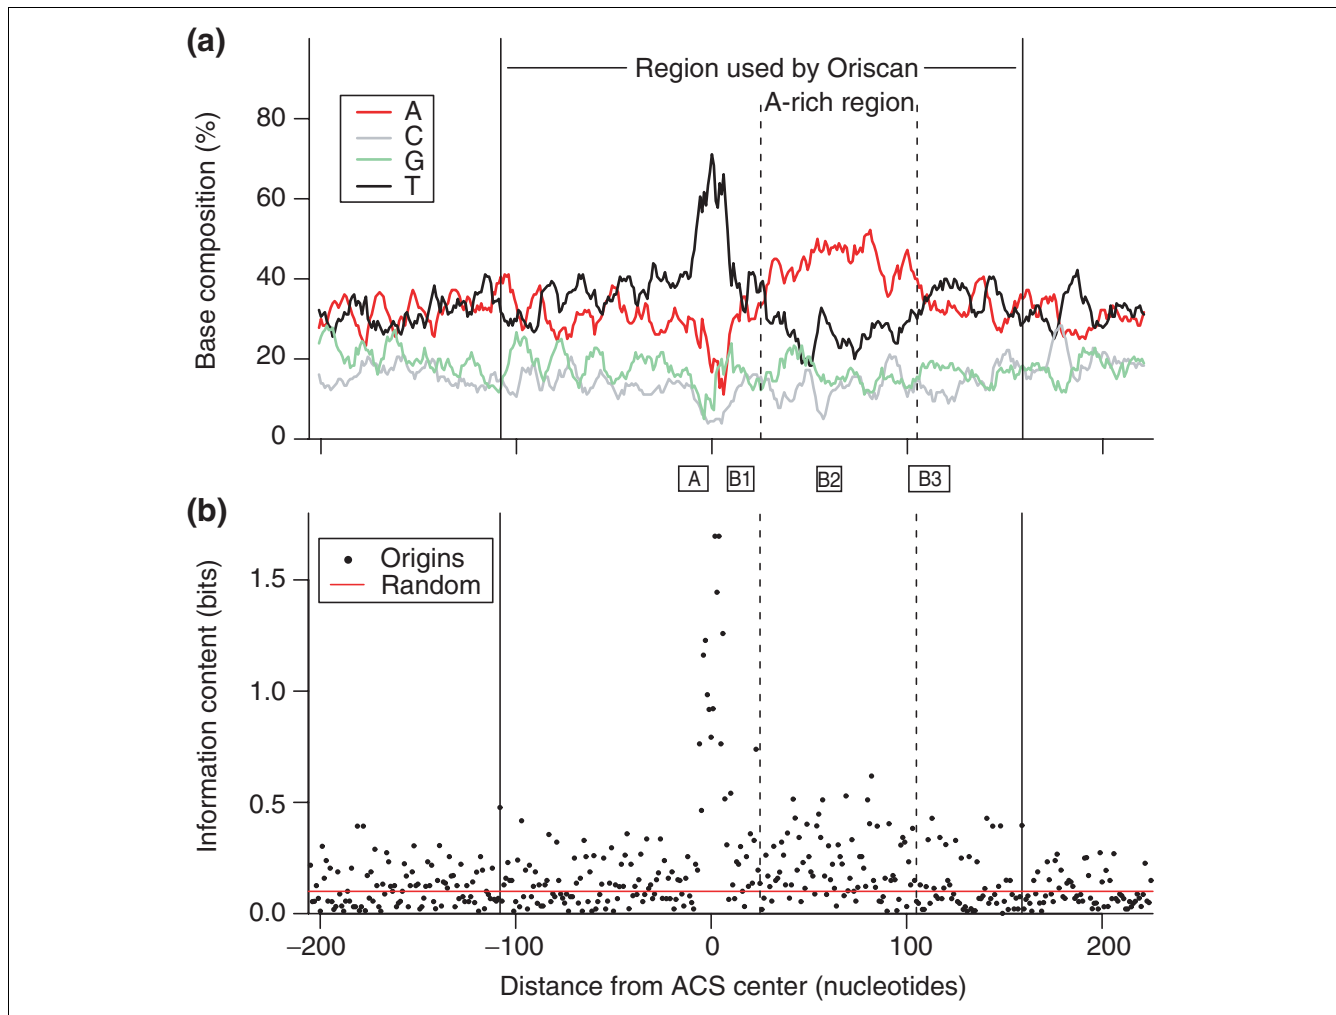 (a)
Region used by Oriscan
A-rich region
A
C
G
T
Base composition (%)
80
60
40
20
0
A B1 B2 B3
(b)
Origins
Random
Information content (bits)
1.5
1.0
0.5
0.0
−200 −100 0 100 200
Distance from ACS center (nucleotides)